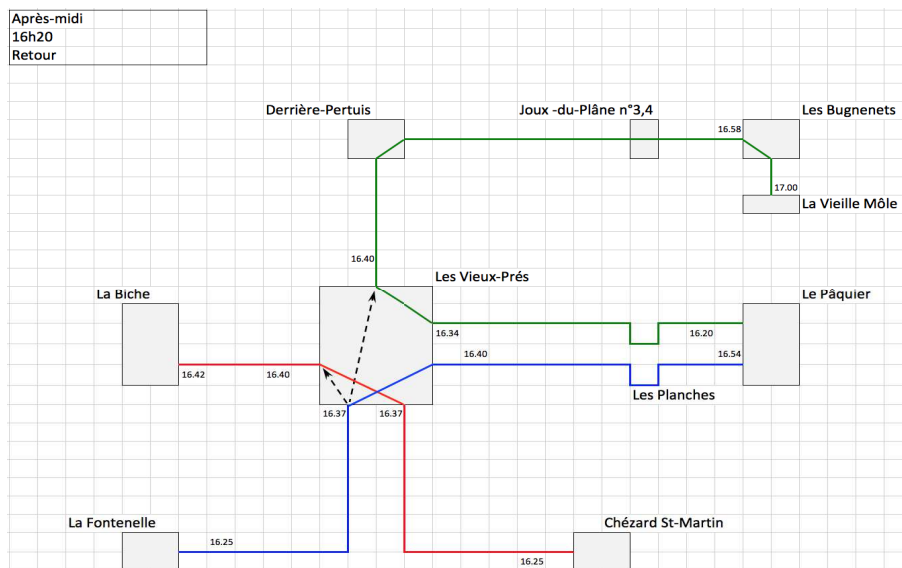 Après-midi
16h20
Retour
Derrière-Pertuis
Joux -du-Plâne n°3,4
Les Bugnenets
16.58
17.00
La Vieille Môle
16.40
Les Vieux-Prés
La Biche
Le Pâquier
16.34
16.20
16.40
16.54
16.42
16.40
Les Planches
16.37
16.37
La Fontenelle
Chézard St-Martin
16.25
16.25